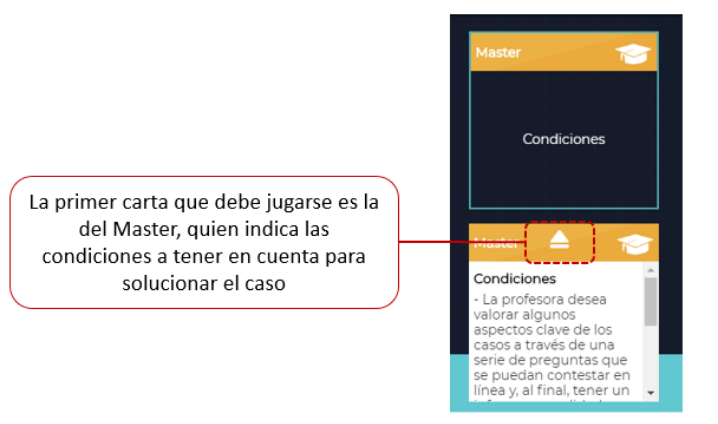 Master
Condiciones
La primer carta que debe jugarse es la
del Master, quien indica las
condiciones a tener en cuenta para
solucionar el caso
Master
Condiciones
- La profesora desea
valorar algunos
aspectos clave de los
casos a través de una
serie de preguntas que
se puedan contestar en
línea y, al final, tener un